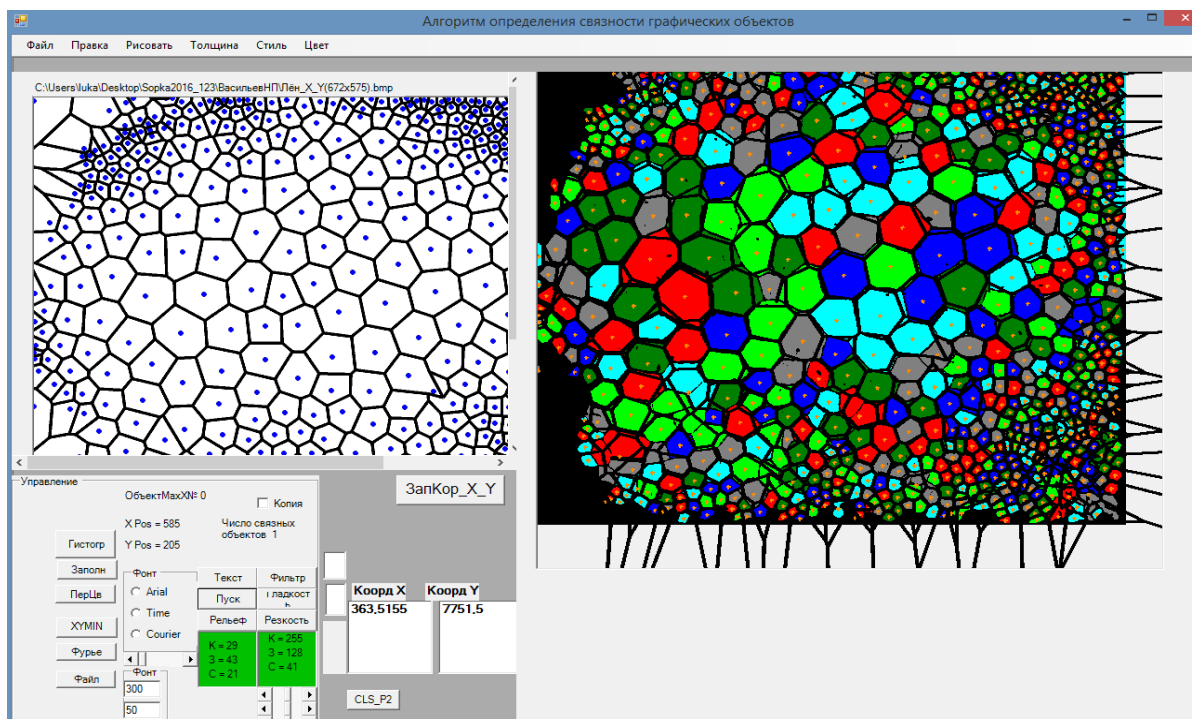 Алгоритм определения связности графических объектов
Файл Правка Рисовать Толщина Стиль Цвет
C:\Users\luka\Desktop\Sopka2016_123\ВасильевНП\Лён_X_Y(672x575).bmp
Управление
ОбъектMaxX№ 0
Копия
ЗапКор_X_Y
X Pos = 585
Число связных
объектов 1
Y Pos = 205
Гистогр
Заполн
ПерЦв
XYMIN
Фурье
Файл
Фонт
Arial
Time
Courier
Фонт
300
50
Текст Фильтр
Пуск
Рельеф Резкость
K = 29
З = 43
С = 21
K = 255
З = 128
С = 41
Коорд X Коорд Y
363,5155 7751,5
CLS_P2